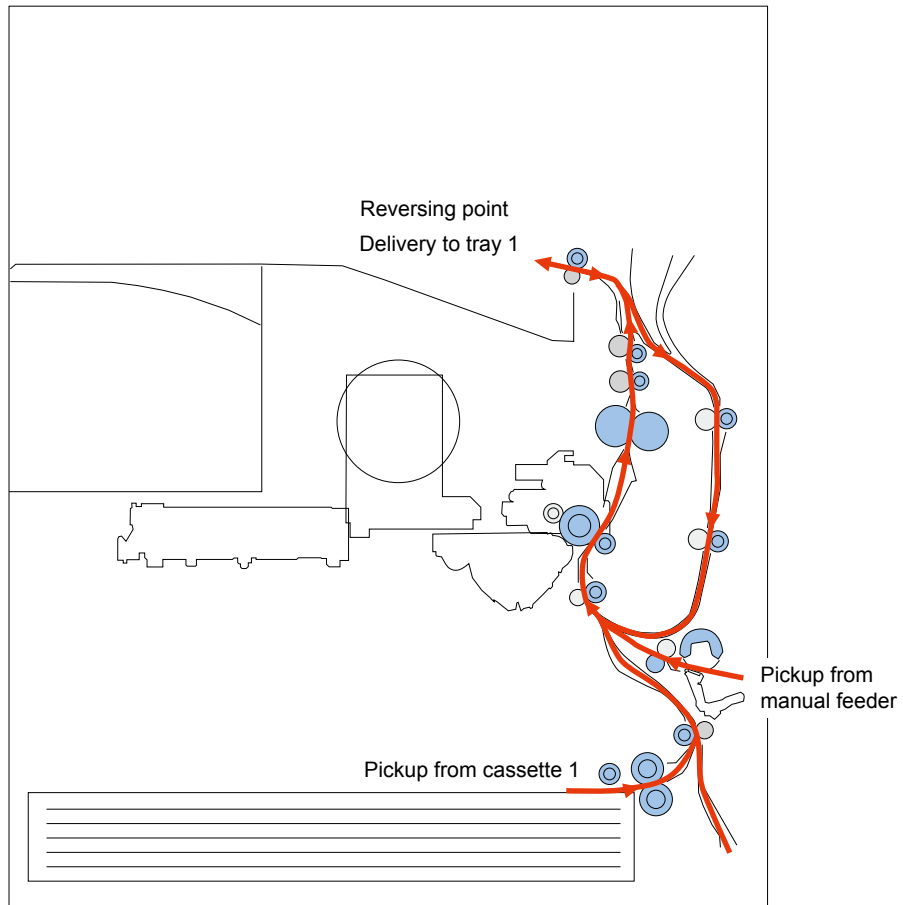 Reversing point
Delivery to tray 1
Pickup from
manual feeder
Pickup from cassette 1